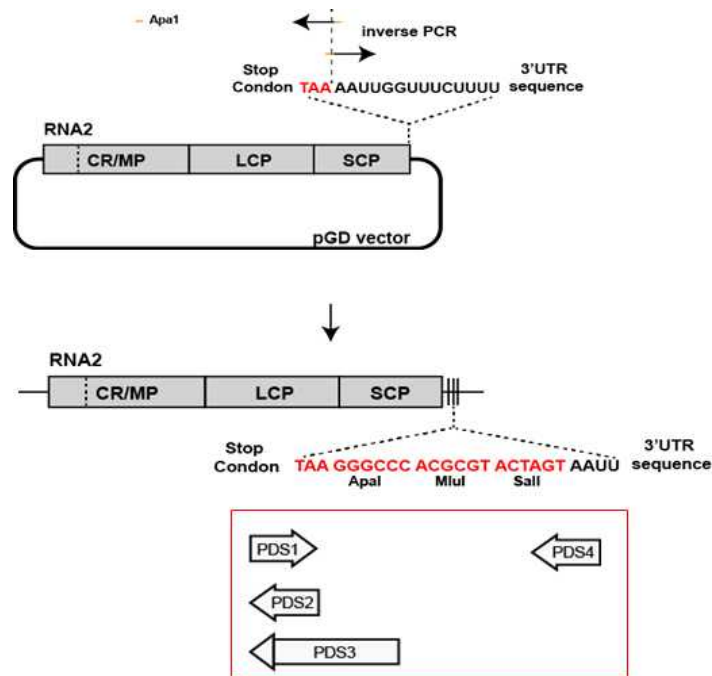 Apa1
inverse PCR
Stop Condon TAA AAUUGGUUUCUUUU 3'UTR sequence
RNA2
CR/MP LCP SCP
pGD vector
RNA2
CR/MP LCP SCP
Stop Condon TAA GGGCCC ACGCGT ACTAGT AAUU 3'UTR sequence
ApaI MluI SalI
PDS1 PDS4
PDS2
PDS3